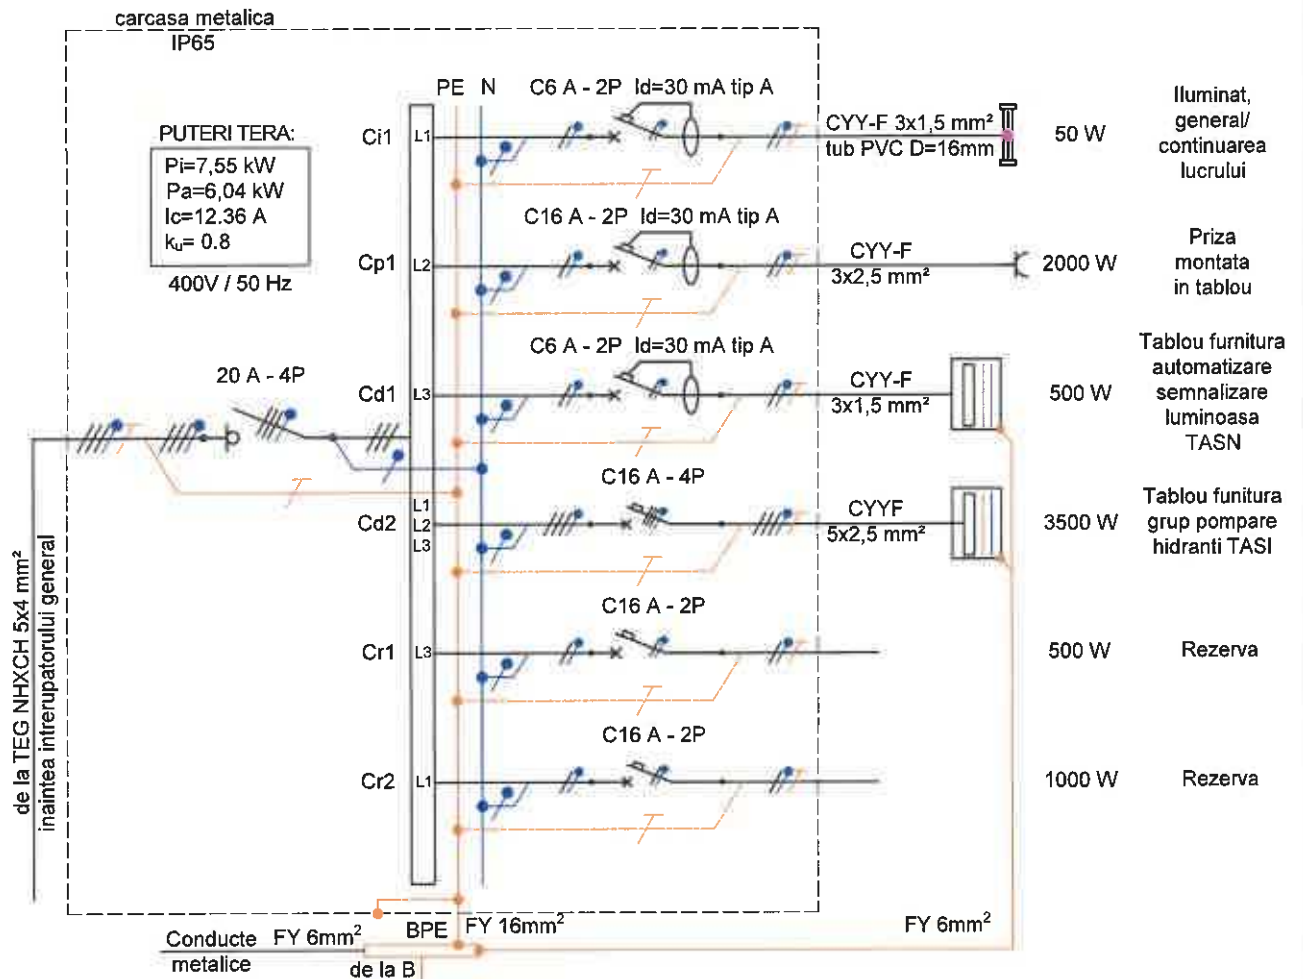 carcasa metalica
IP65
PE N
PUTERI TERA:
Pi=7,55 kW
Pa=6,04 kW
Ic=12.36 A
ku= 0.8
400V / 50 Hz
C6 A - 2P Id=30 mA tip A
Ci1
L1
CYY-F 3x1,5 mm²
tub PVC D=16mm
50 W
Iluminat,
general/
continuarea
lucrului
C16 A - 2P Id=30 mA tip A
Cp1
L2
CYY-F
3x2,5 mm²
2000 W
Priza
montata
in tablou
C6 A - 2P Id=30 mA tip A
Cd1
L3
CYY-F
3x1,5 mm²
500 W
Tablou furnitura
automatizare
semnalizare
luminoasa
TASN
20 A - 4P
C16 A - 4P
Cd2
L1
L2
L3
CYYF
5x2,5 mm²
3500 W
Tablou funitura
grup pompare
hidranti TASI
C16 A - 2P
Cr1
L3
500 W
Rezerva
C16 A - 2P
Cr2
L1
1000 W
Rezerva
de la TEG NHXCH 5x4 mm²
inaintea intrerupatorului general
Conducte
metalice
FY 6mm²
BPE
FY 16mm²
FY 6mm²
de la B